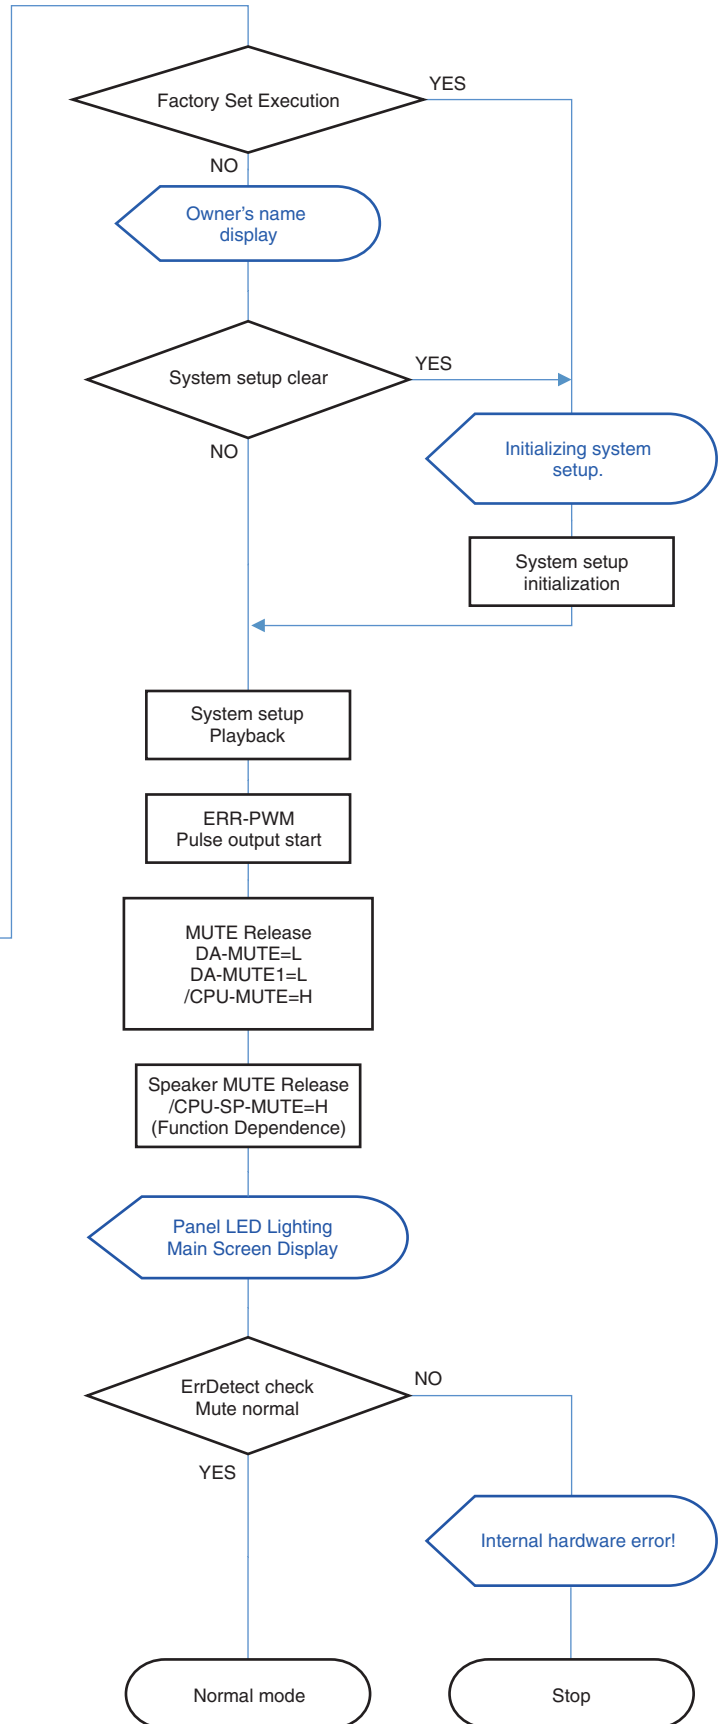 Factory Set Execution
YES
NO
Owner's name
display
System setup clear
YES
NO
Initializing system
setup.
System setup
initialization
System setup
Playback
ERR-PWM
Pulse output start
MUTE Release
DA-MUTE=L
DA-MUTE1=L
/CPU-MUTE=H
Speaker MUTE Release
/CPU-SP-MUTE=H
(Function Dependence)
Panel LED Lighting
Main Screen Display
ErrDetect check
Mute normal
NO
YES
Internal hardware error!
Normal mode
Stop